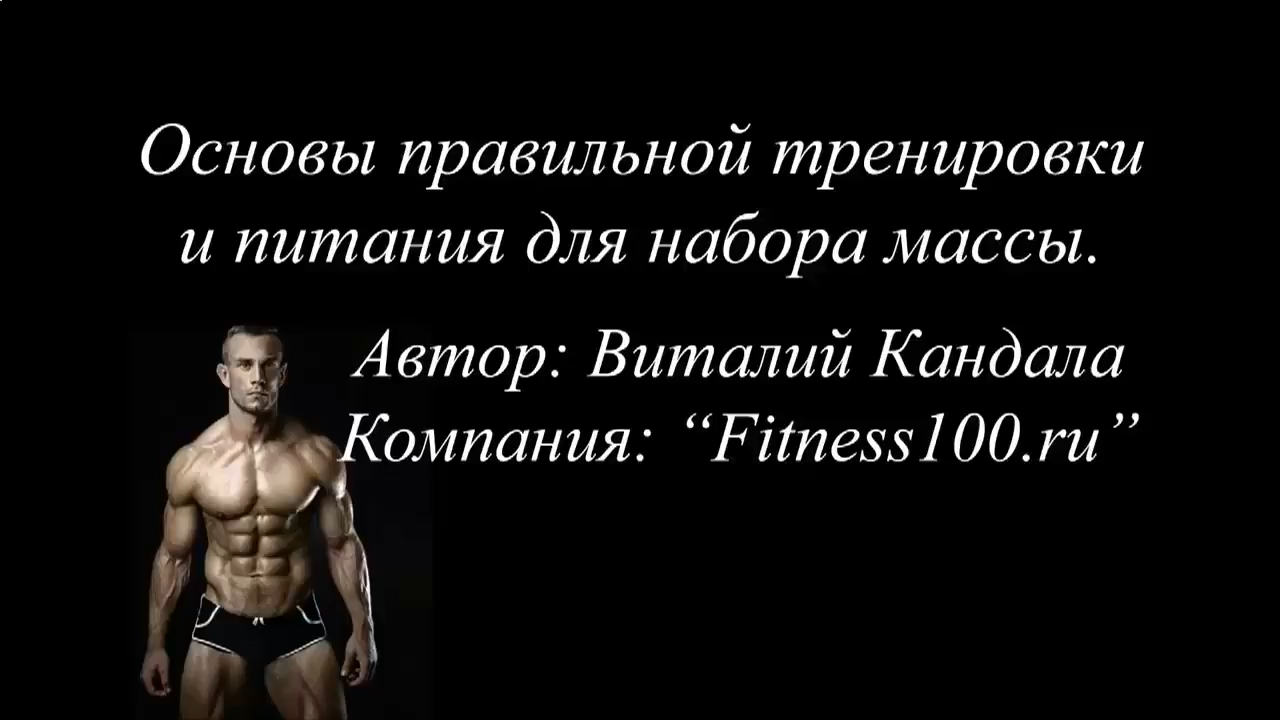 Основы правильной тренировки
и питания для набора массы.
Автор: Виталий Кандала
Компания: “Fitness100.ru”